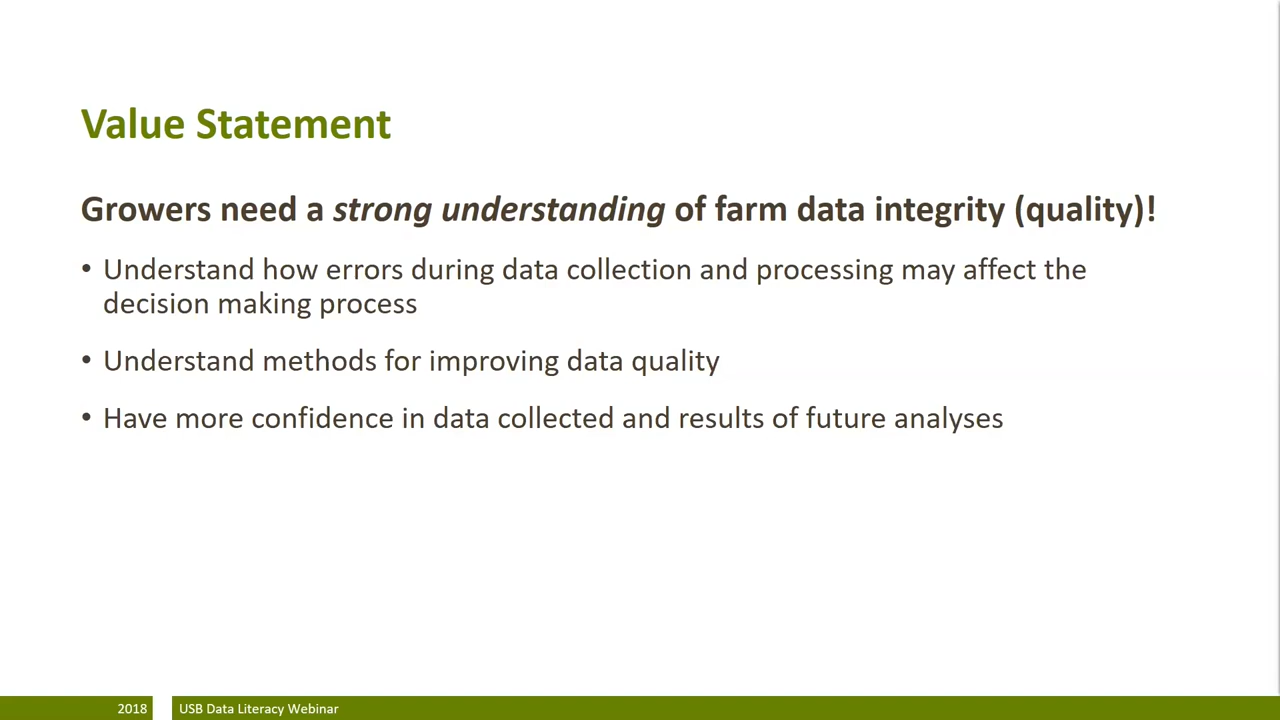 Value Statement
Growers need a strong understanding of farm data integrity (quality)!
• Understand how errors during data collection and processing may affect the
decision making process
• Understand methods for improving data quality
• Have more confidence in data collected and results of future analyses
2018
USB Data Literacy Webinar